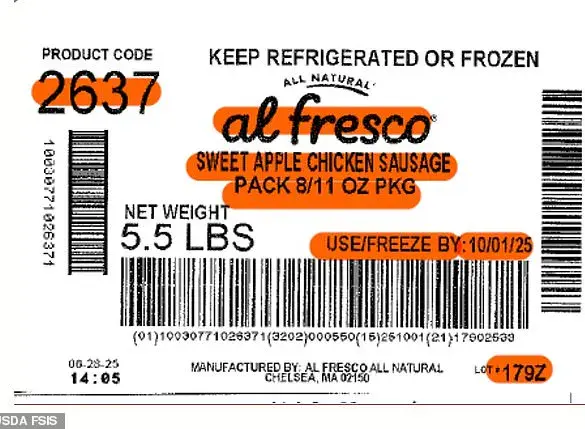 PRODUCT CODE
2637
KEEP REFRIGERATED OR FROZEN
ALL NATURAL
al fresco®
SWEET APPLE CHICKEN SAUSAGE
PACK 8/11 OZ PKG
10030771026371
NET WEIGHT
5.5 LBS
USE/FREEZE BY: 10/01/25
(01)10030771026371(3202)000550(15)251001(21)17902533
06-28-25
14:05
MANUFACTURED BY: AL FRESCO ALL NATURAL
CHELSEA, MA 02150
LOT# 179Z
USDA FSIS